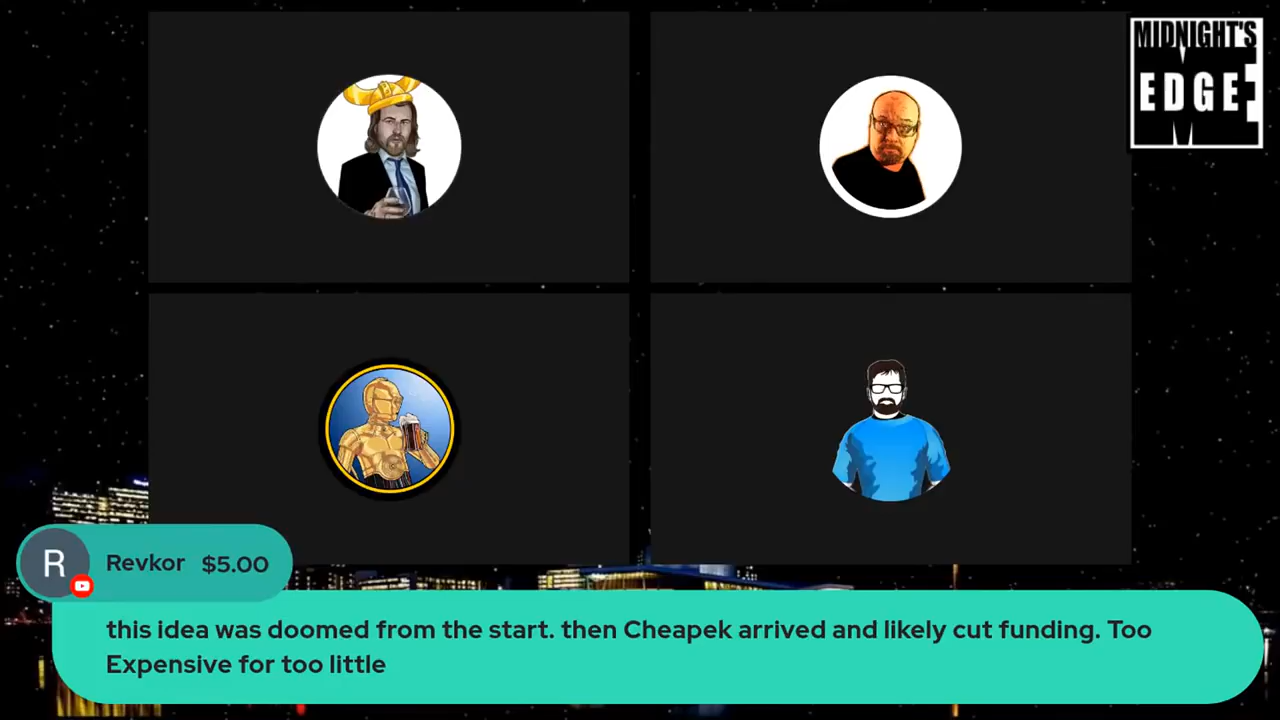 MIDNIGHT'S
EDGE
R
Revkor $5.00
this idea was doomed from the start. then Cheapek arrived and likely cut funding. Too
Expensive for too little